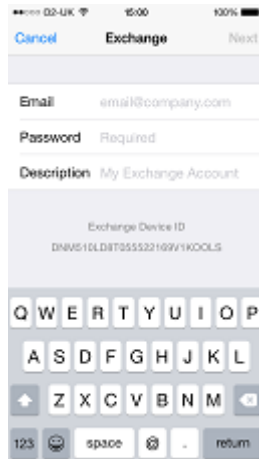 O2-UK 15:00 100%
Cancel Exchange Next
Email email@company.com
Password Required
Description My Exchange Account
Exchange Device ID
Q W E R T Y U I O P
A S D F G H J K L
Z X C V B N M
123 space @ . return